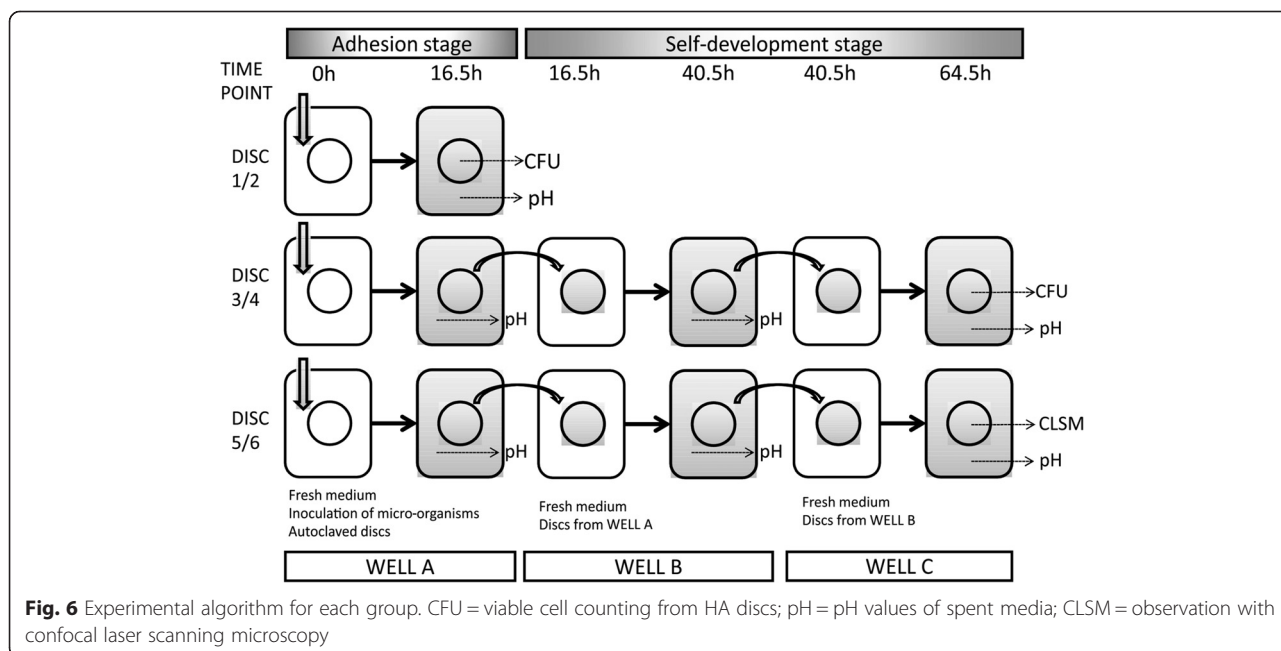 Adhesion stage Self-development stage
TIME POINT 0h 16.5h 16.5h 40.5h 40.5h 64.5h
DISC 1/2
CFU
pH
DISC 3/4
CFU
pH pH pH
DISC 5/6
CLSM
pH pH pH
Fresh medium
Inoculation of micro-organisms
Autoclaved discs
Fresh medium
Discs from WELL A
Fresh medium
Discs from WELL B
WELL A WELL B WELL C
Fig. 6 Experimental algorithm for each group. CFU = viable cell counting from HA discs; pH = pH values of spent media; CLSM = observation with
confocal laser scanning microscopy